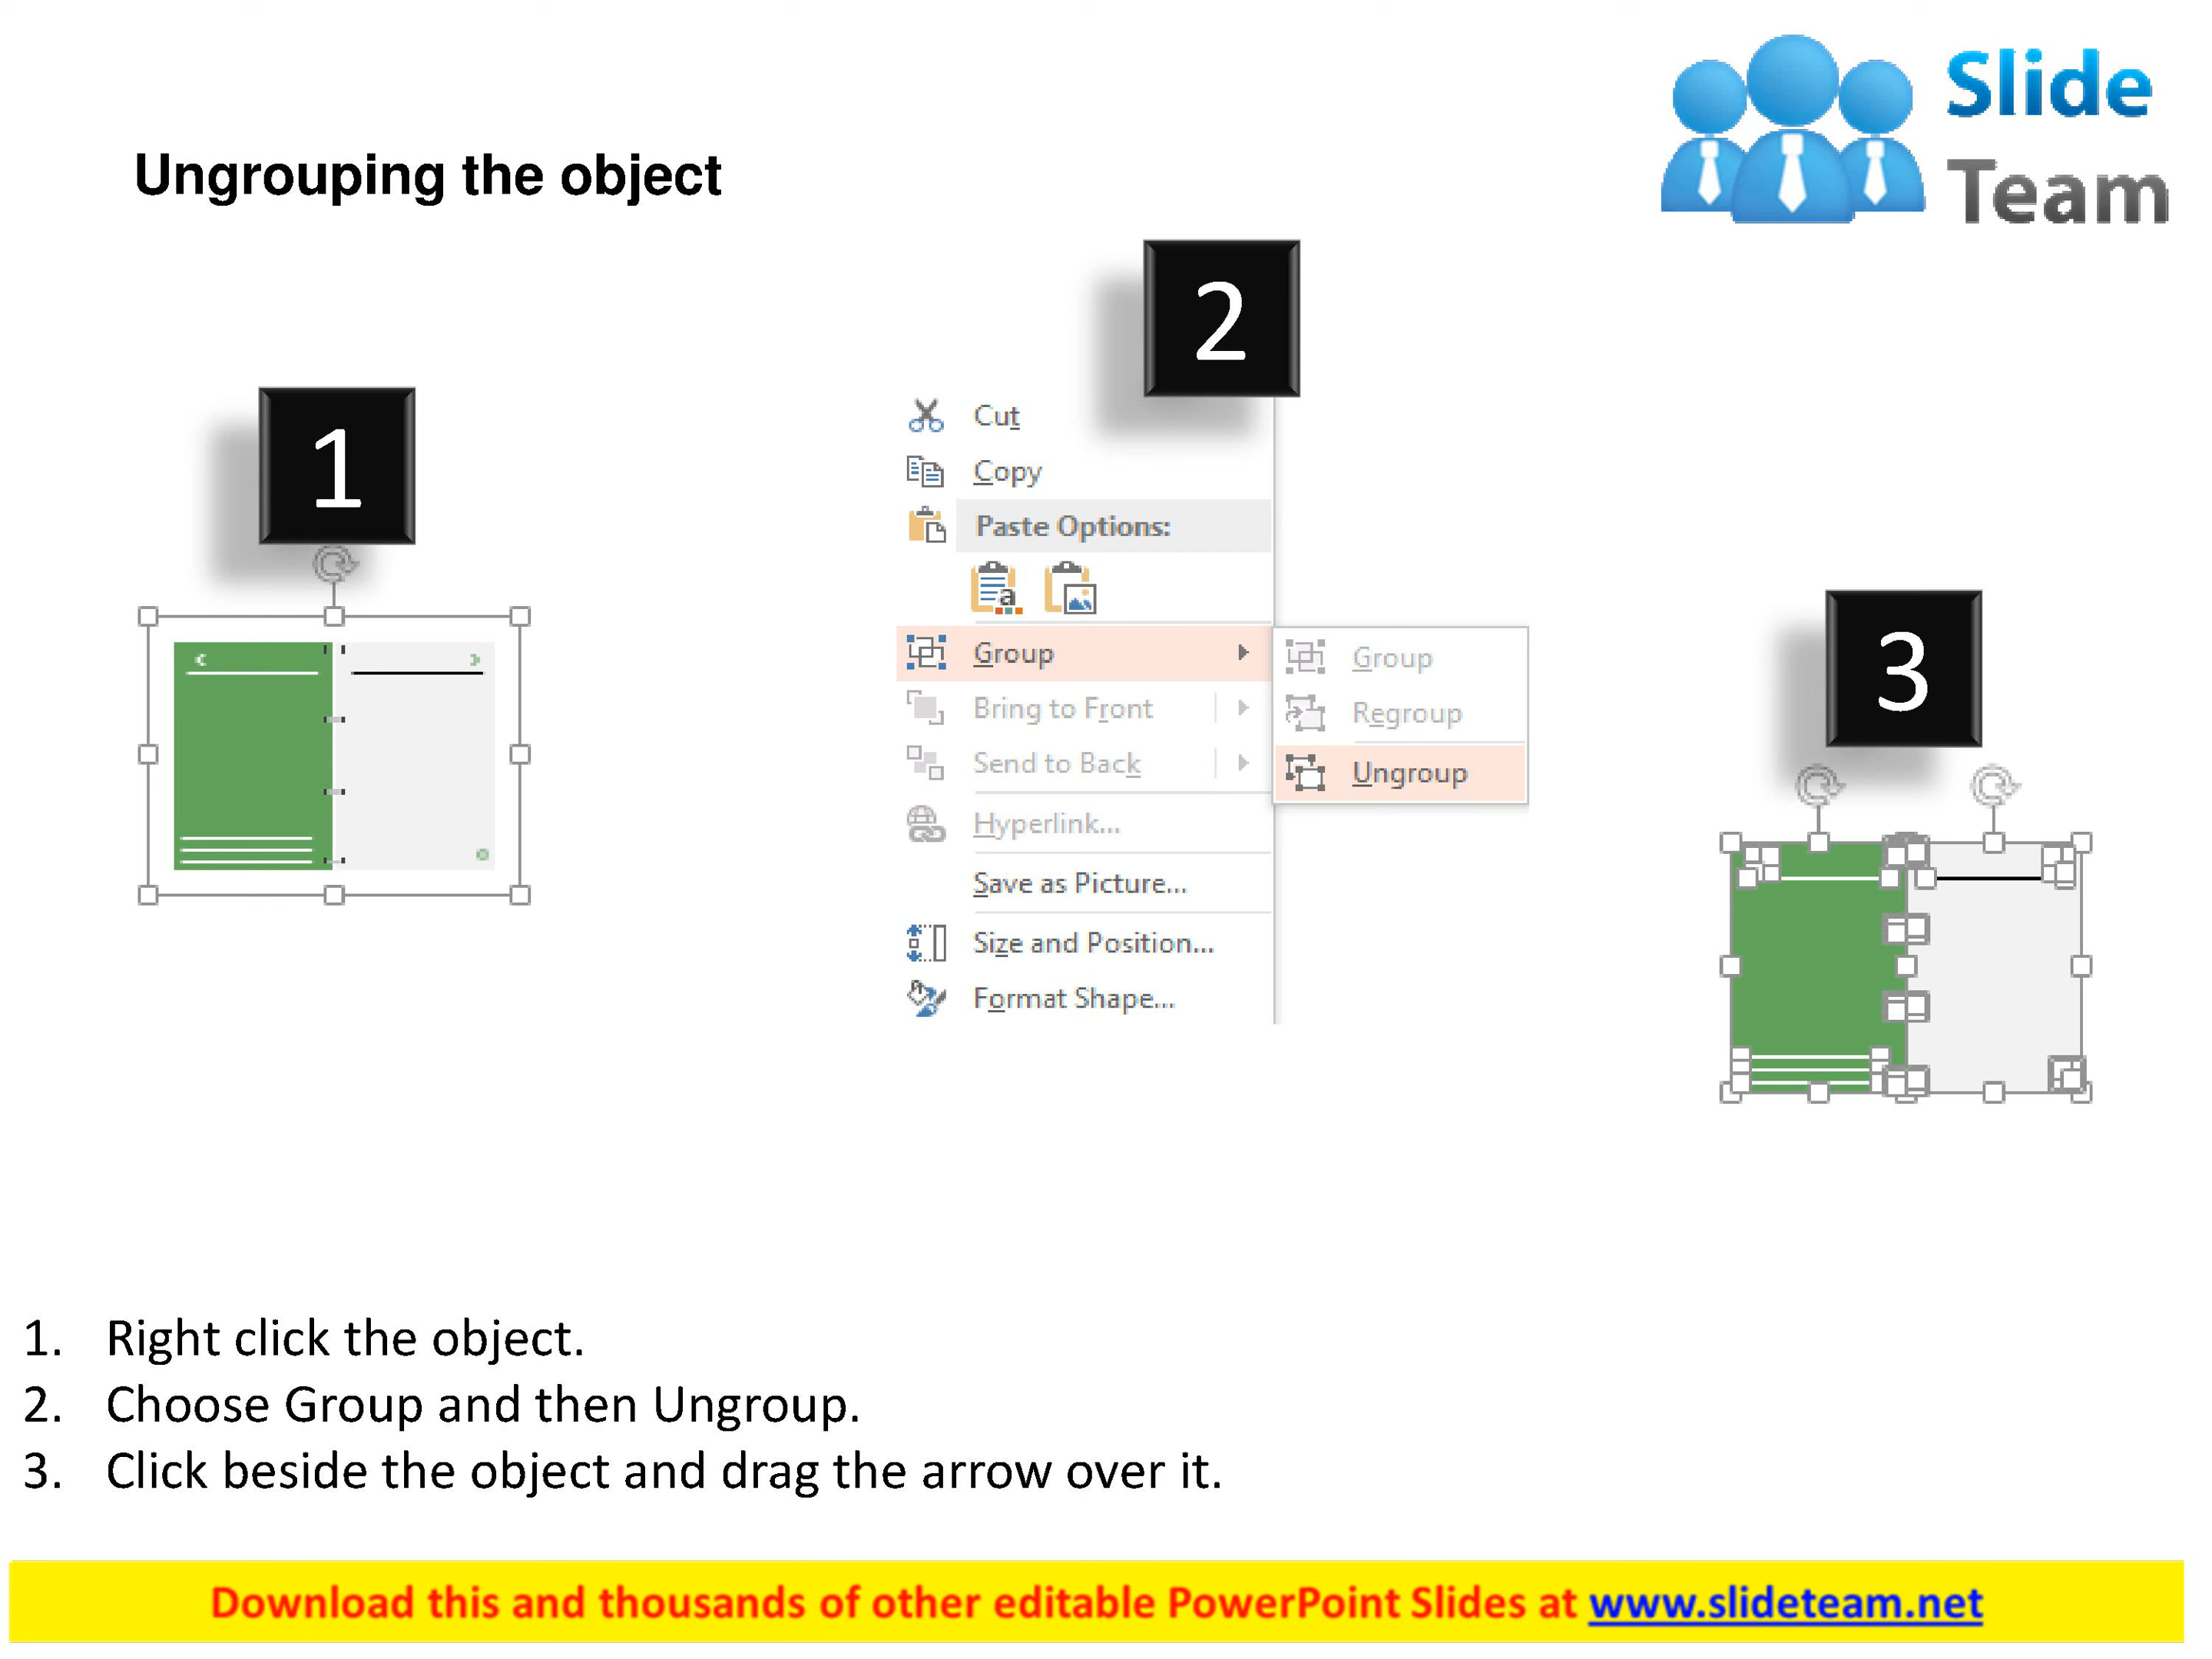 Slide
Team
Ungrouping the object
1
2
3
Cut
Copy
Paste Options:
a
Group
Bring to Front
Send to Back
Hyperlink...
Save as Picture...
Size and Position...
Format Shape...
Group
Regroup
Ungroup
1. Right click the object.
2. Choose Group and then Ungroup.
3. Click beside the object and drag the arrow over it.
Download this and thousands of other editable PowerPoint Slides at www.slideteam.net